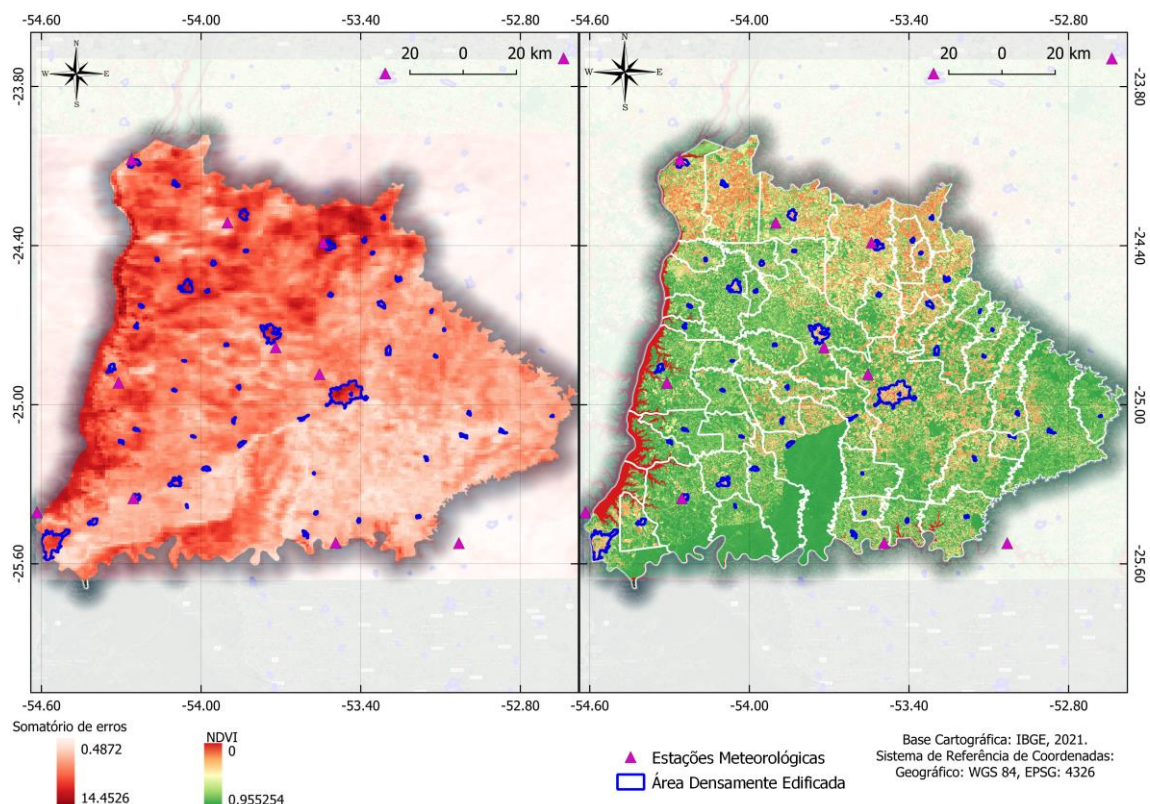 -54.60 -54.00 -53.40 -52.80 -54.60 -54.00 -53.40 -52.80
N
W E
S
20 0 20 km
N
W E
S
20 0 20 km
-23.80
-24.40
-25.00
-25.60
-23.80
-24.40
-25.00
-25.60
-54.60 -54.00 -53.40 -52.80 -54.60 -54.00 -53.40 -52.80
Somatório de erros
0.4872
14.4526
NDVI
0
0.955254
Estações Meteorológicas
Área Densamente Edificada
Base Cartográfica: IBGE, 2021.
Sistema de Referência de Coordenadas:
Geográfico: WGS 84, EPSG: 4326